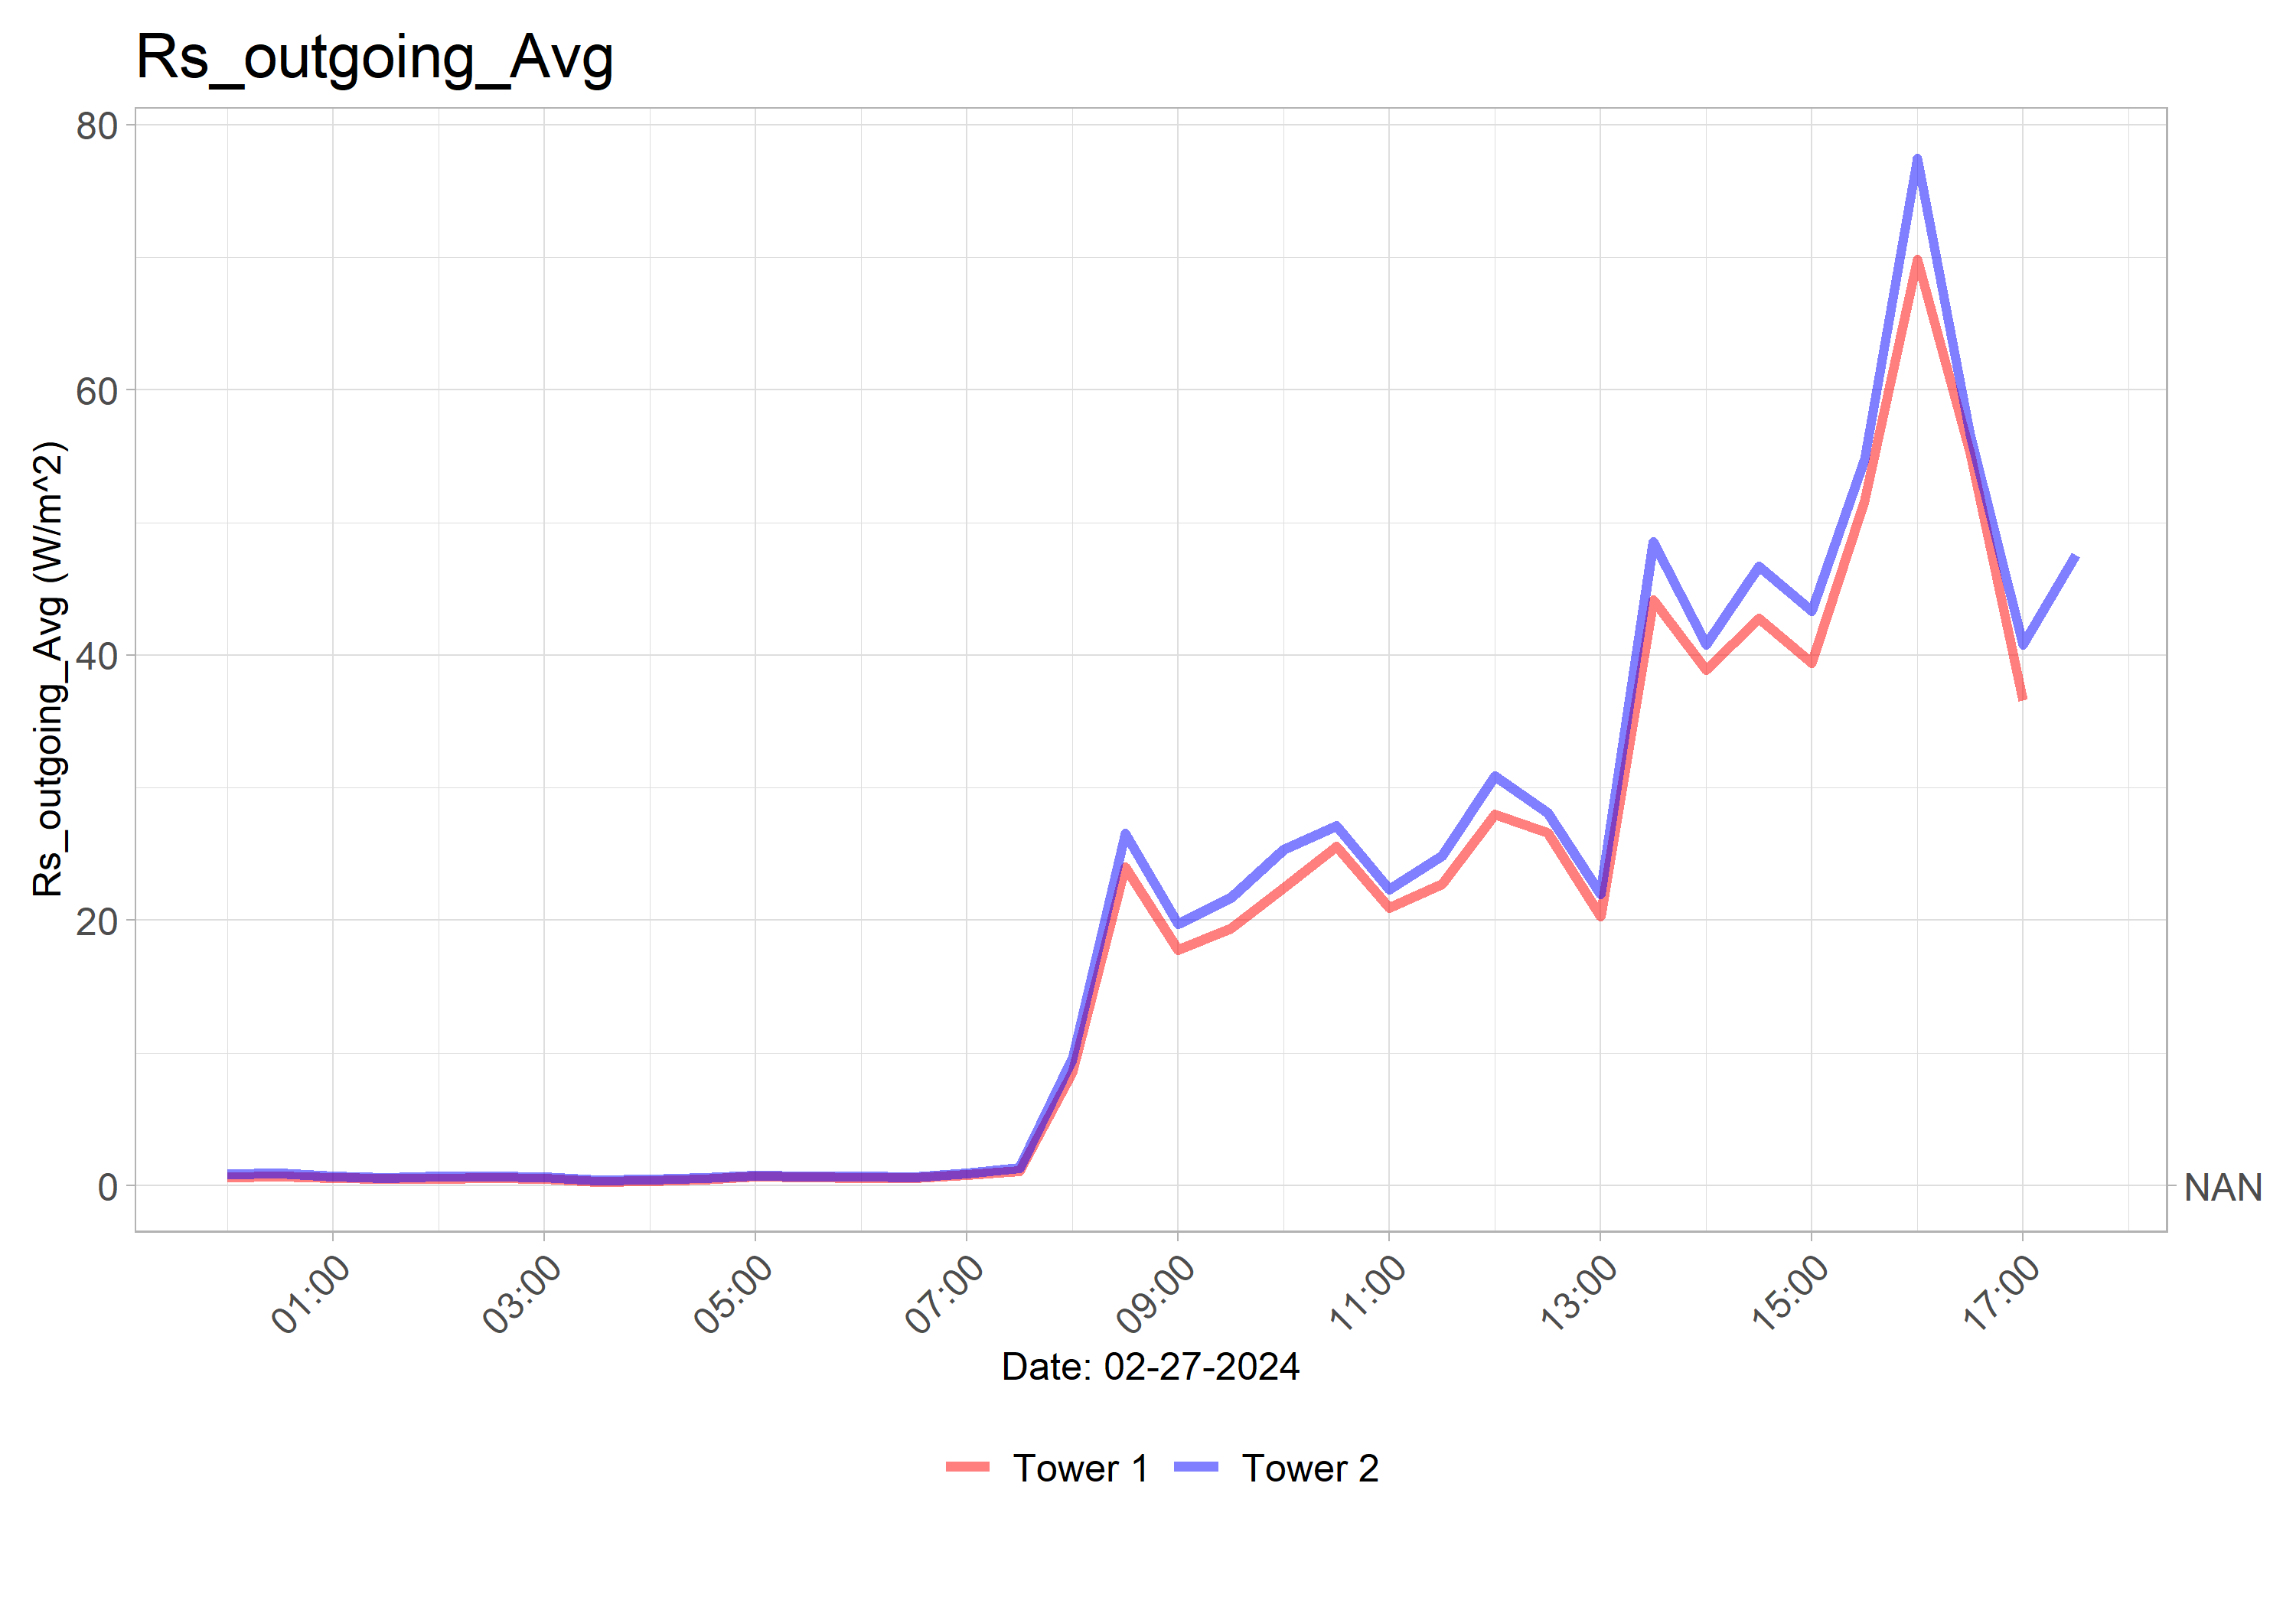 Rs_outgoing_Avg
Rs_outgoing_Avg (W/m^2)
80
60
40
20
0
NAN
01:00
03:00
05:00
07:00
09:00
11:00
13:00
15:00
17:00
Date: 02-27-2024
Tower 1
Tower 2